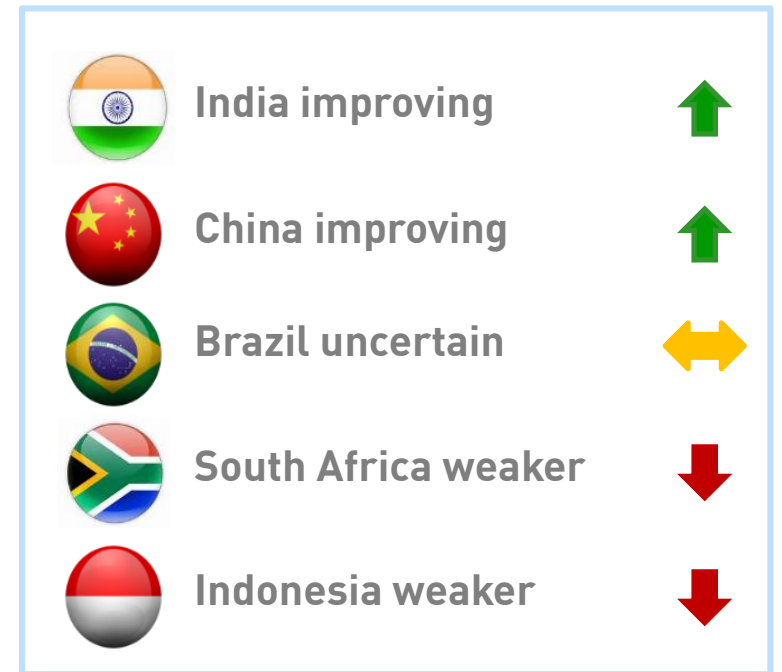 India improving
China improving
Brazil uncertain
South Africa weaker
Indonesia weaker